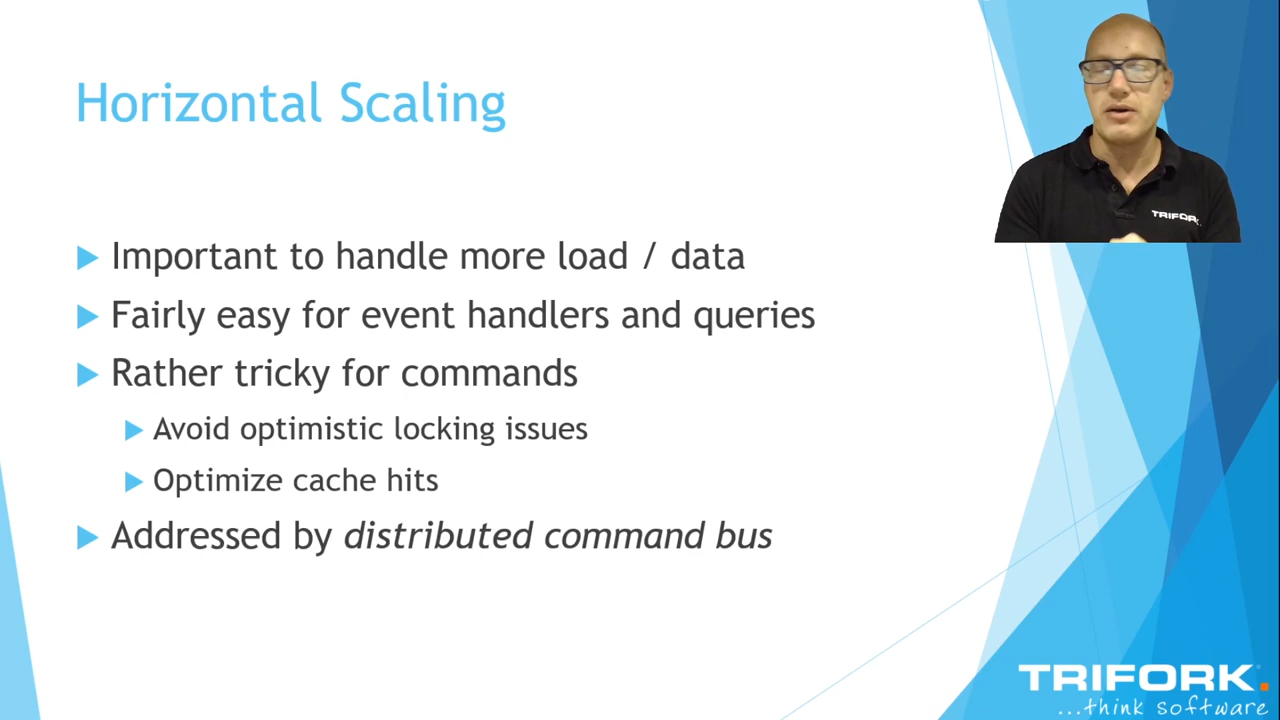 Horizontal Scaling
Important to handle more load / data
Fairly easy for event handlers and queries
Rather tricky for commands
Avoid optimistic locking issues
Optimize cache hits
Addressed by distributed command bus
TRIFORK.
TRIFORK.
...think software